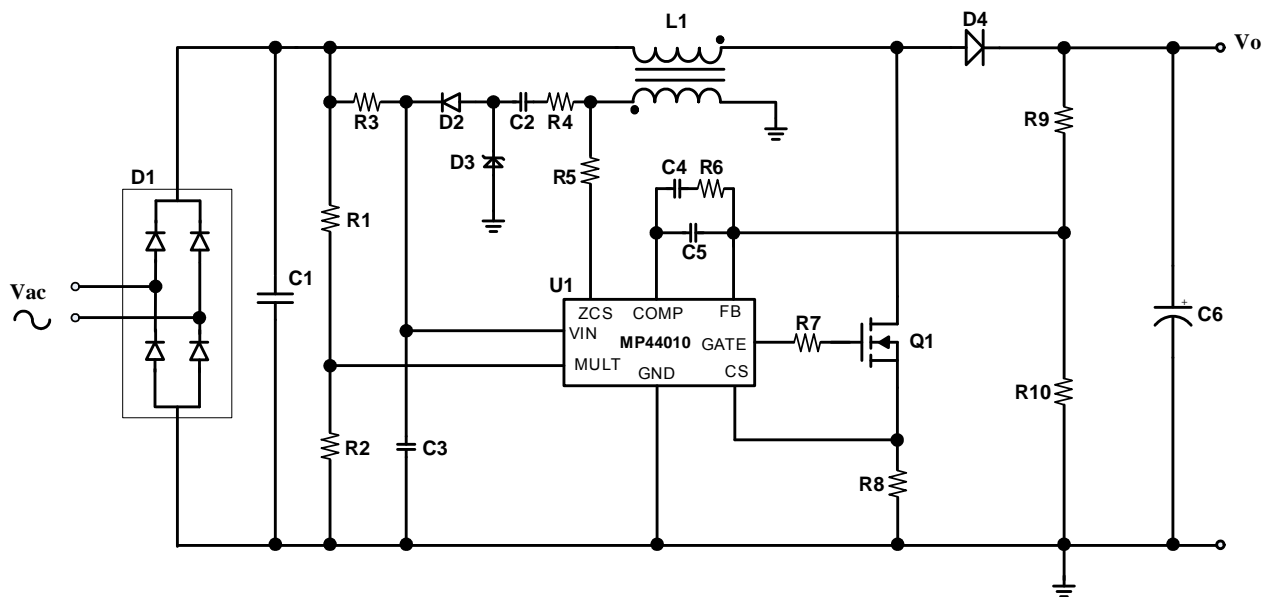 L1
D4
Vo
R3
D2
C2
R4
R9
D3
R5
C4
R6
D1
R1
C5
C1
U1
Vac
ZCS
COMP
FB
R7
+
VIN
MP44010
GATE
Q1
C6
MULT
GND
CS
R10
R2
C3
R8